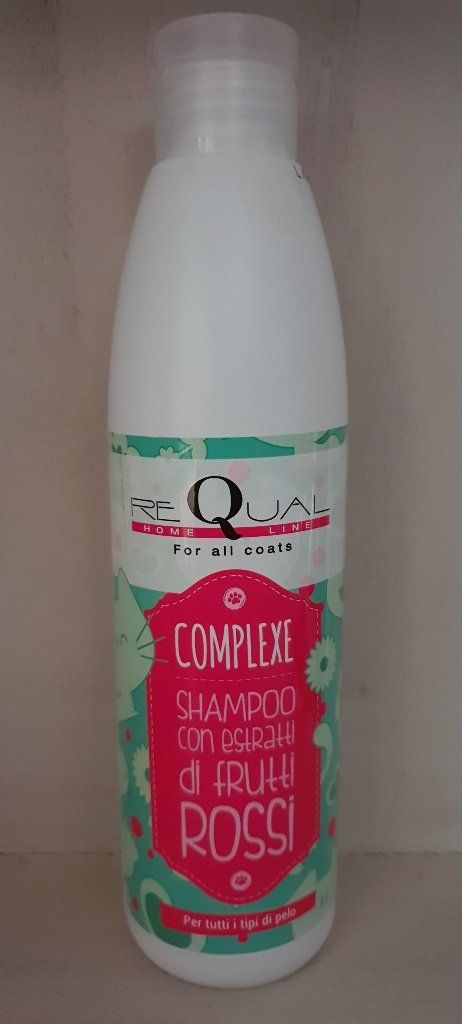 REQUAL
HOME LINE
For all coats
COMPLEXE
SHAMPOO
con estratti
di frutti
ROSSi
Per tutti i tipi di pelo